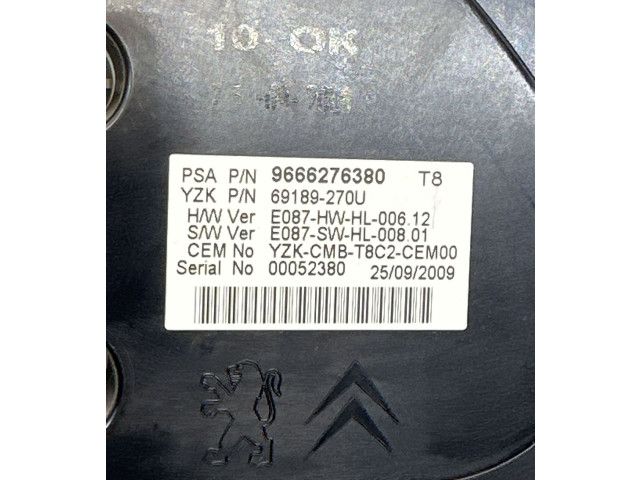 10-OK
PSA P/N 9666276380 T8
YZK P/N 69189-270U
H/W Ver E087-HW-HL-006.12
S/W Ver E087-SW-HL-008.01
CEM No YZK-CMB-T8C2-CEM00
Serial No 00052380 25/09/2009